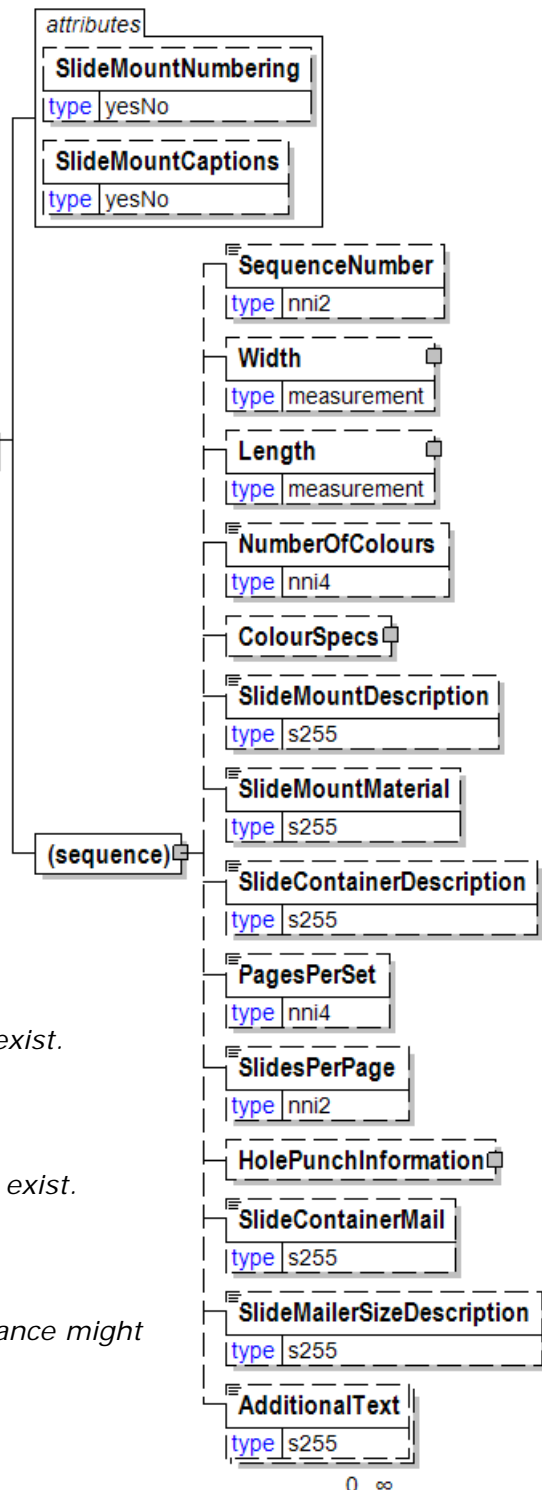 attributes
SlideMountNumbering
type yesNo
SlideMountCaptions
type yesNo
SequenceNumber
type nni2
Width
type measurement
Length
type measurement
NumberOfColours
type nni4
ColourSpecs
SlideMountDescription
type s255
SlideMountMaterial
type s255
(sequence)
SlideContainerDescription
type s255
PagesPerSet
type nni4
exist.
SlidesPerPage
type nni2
HolePunchInformation
exist.
SlideContainerMail
type s255
SlideMailerSizeDescription
ance might
type s255
AdditionalText
type s255
0 ∞